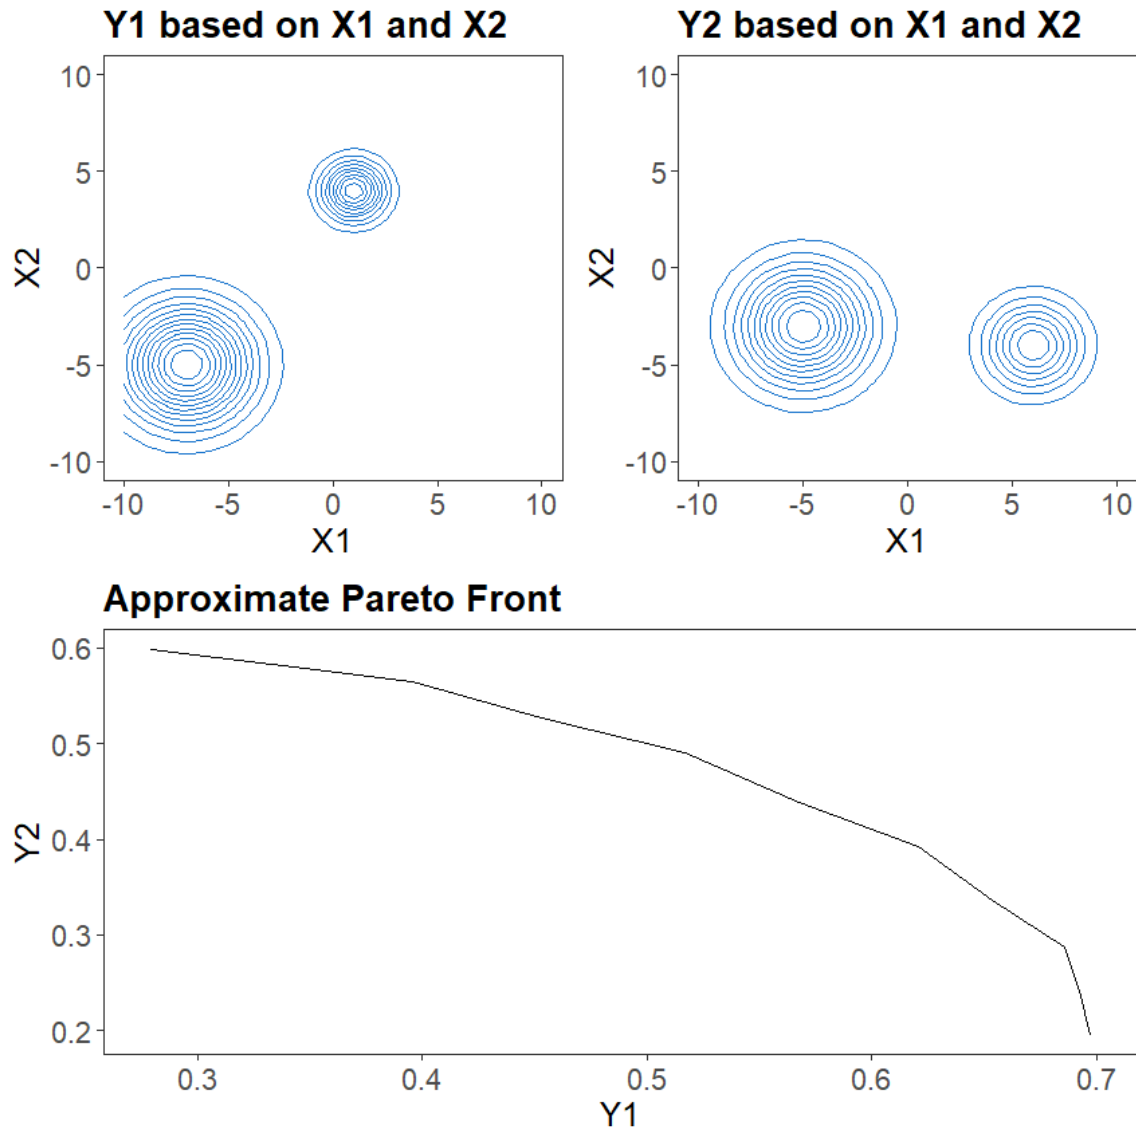 Y1 based on X1 and X2
10
5
0
-5
-10
X2
-10 -5 0 5 10
X1
Y2 based on X1 and X2
10
5
0
-5
-10
X2
-10 -5 0 5 10
X1
Approximate Pareto Front
0.6
0.5
0.4
0.3
0.2
Y2
0.3 0.4 0.5 0.6 0.7
Y1